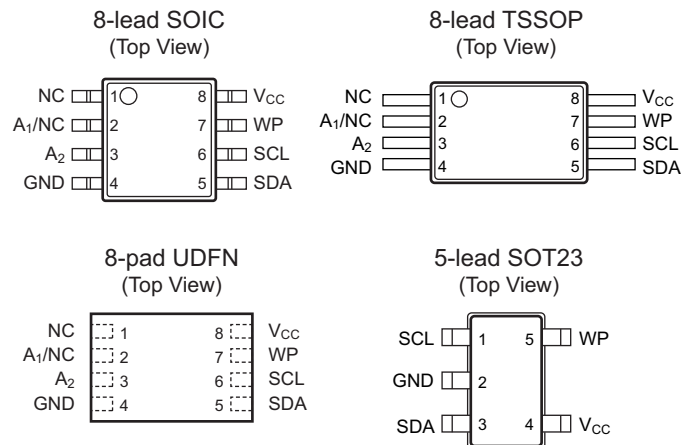 8-lead SOIC
(Top View)
NC 1 8 VCC
A1/NC 2 7 WP
A2 3 6 SCL
GND 4 5 SDA
8-lead TSSOP
(Top View)
NC 1 8 VCC
A1/NC 2 7 WP
A2 3 6 SCL
GND 4 5 SDA
8-pad UDFN
(Top View)
NC 1 8 VCC
A1/NC 2 7 WP
A2 3 6 SCL
GND 4 5 SDA
5-lead SOT23
(Top View)
SCL 1 5 WP
GND 2
SDA 3 4 VCC